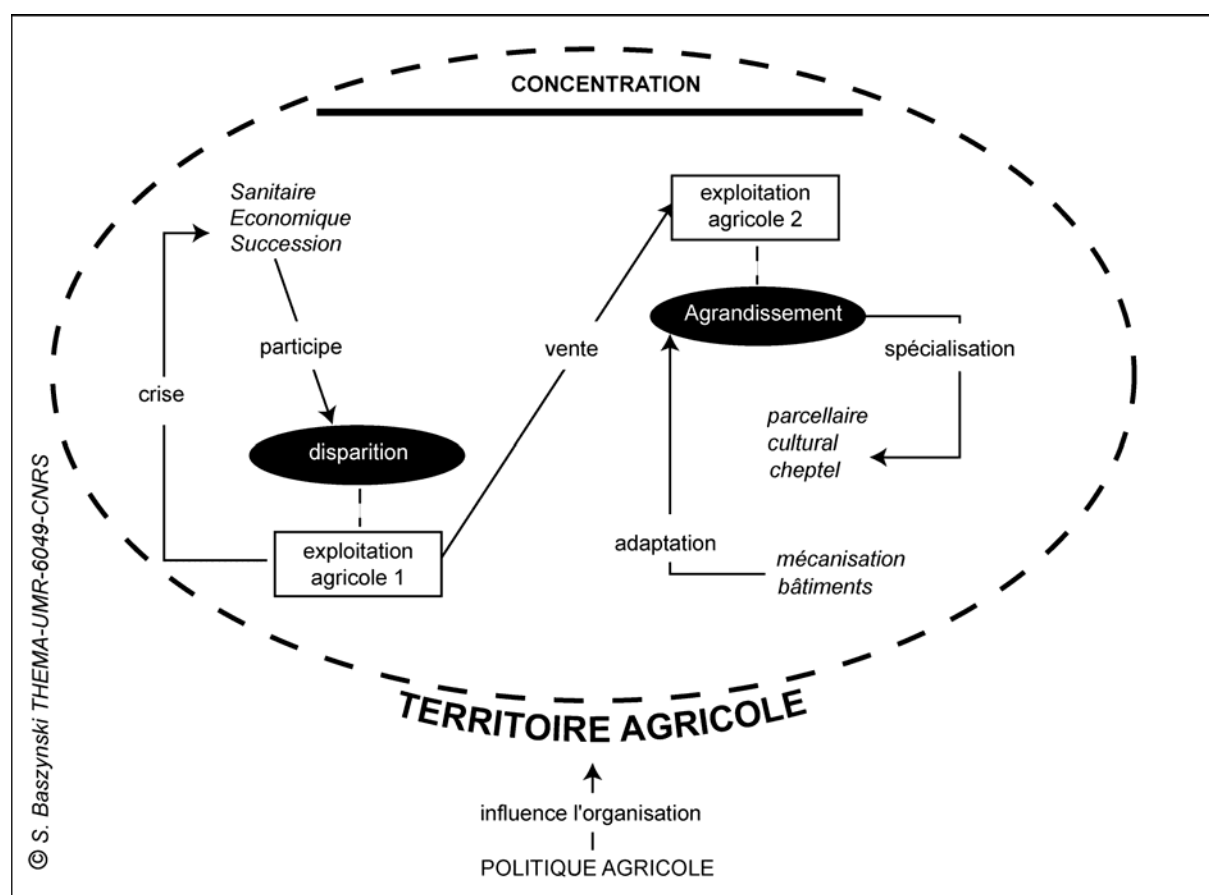 CONCENTRATION
Sanitaire
Economique
Succession
exploitation
agricole 2
Agrandissement
participe
vente
spécialisation
crise
parcellaire
cultural
cheptel
disparition
exploitation
agricole 1
adaptation
mécanisation
bâtiments
TERRITOIRE AGRICOLE
influence l'organisation
POLITIQUE AGRICOLE
© S. Baszynski THEMA-UMR-6049-CNRS